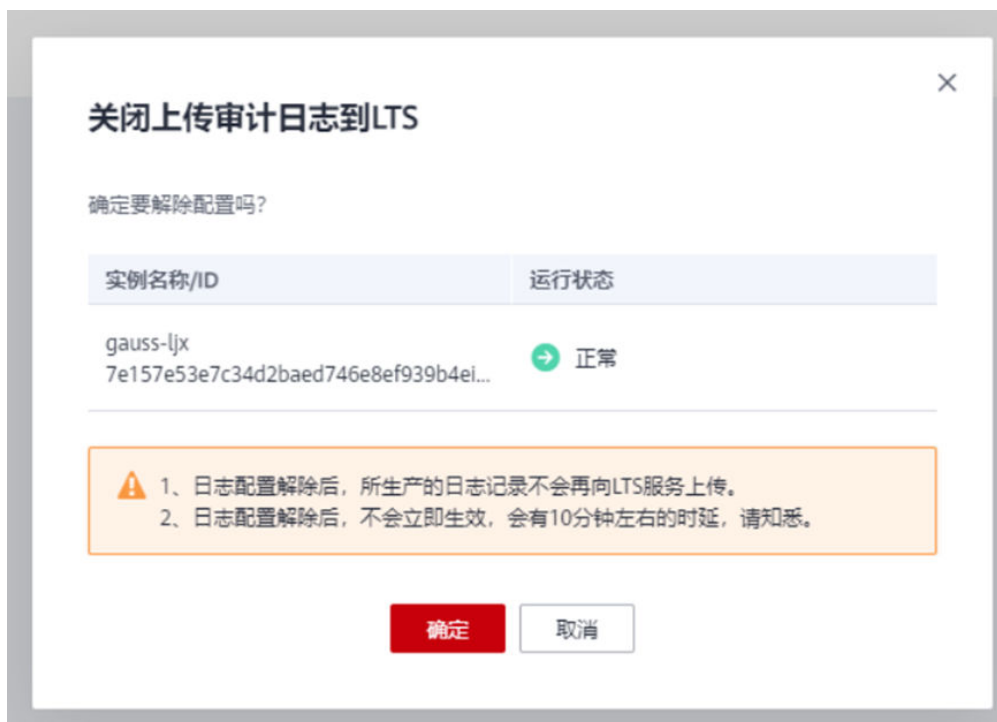 关闭上传审计日志到LTS
确定要解除配置吗?
实例名称/ID 运行状态
gauss-ljx
7e157e53e7c34d2baed746e8ef939b4ei...
正常
1、日志配置解除后，所生产的日志记录不会再向LTS服务上传。
2、日志配置解除后，不会立即生效，会有10分钟左右的时延，请知悉。
确定 取消